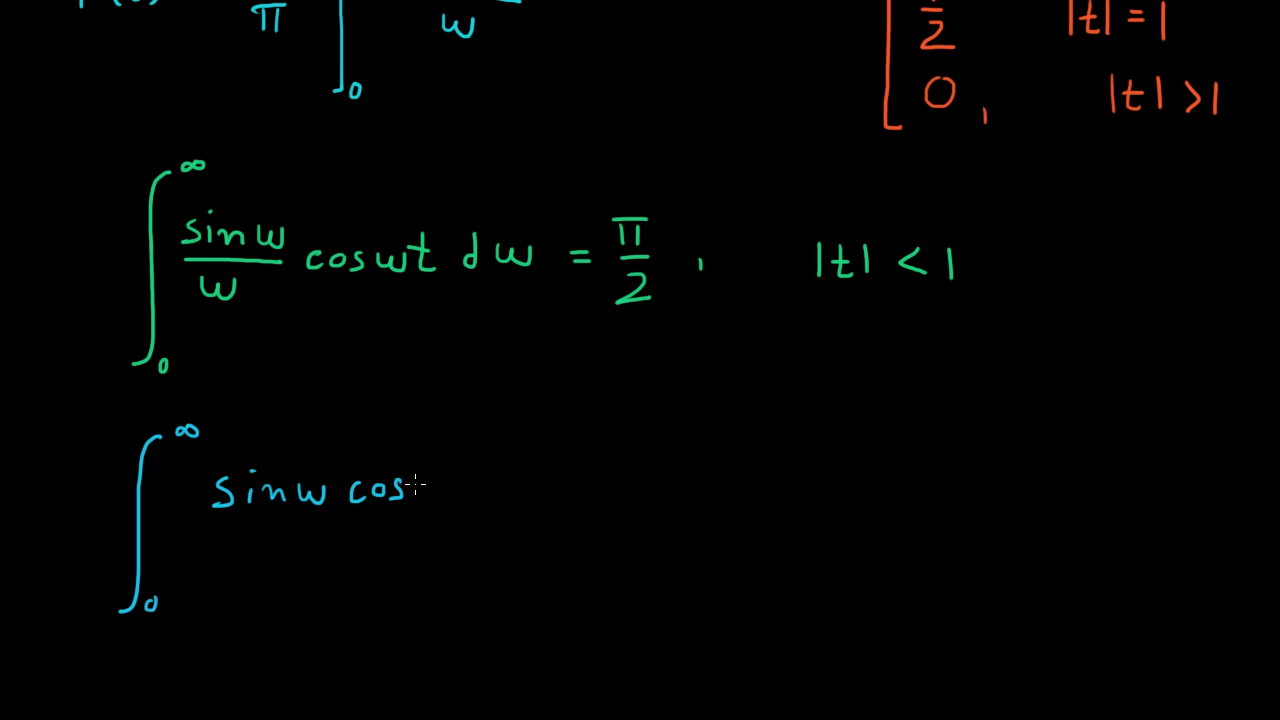 π w 2 |t| = 1
0 0 , |t| > 1
∫₀^∞ sin w / w cos wt dw = π/2 , |t| < 1
∫₀^∞ sin w cos